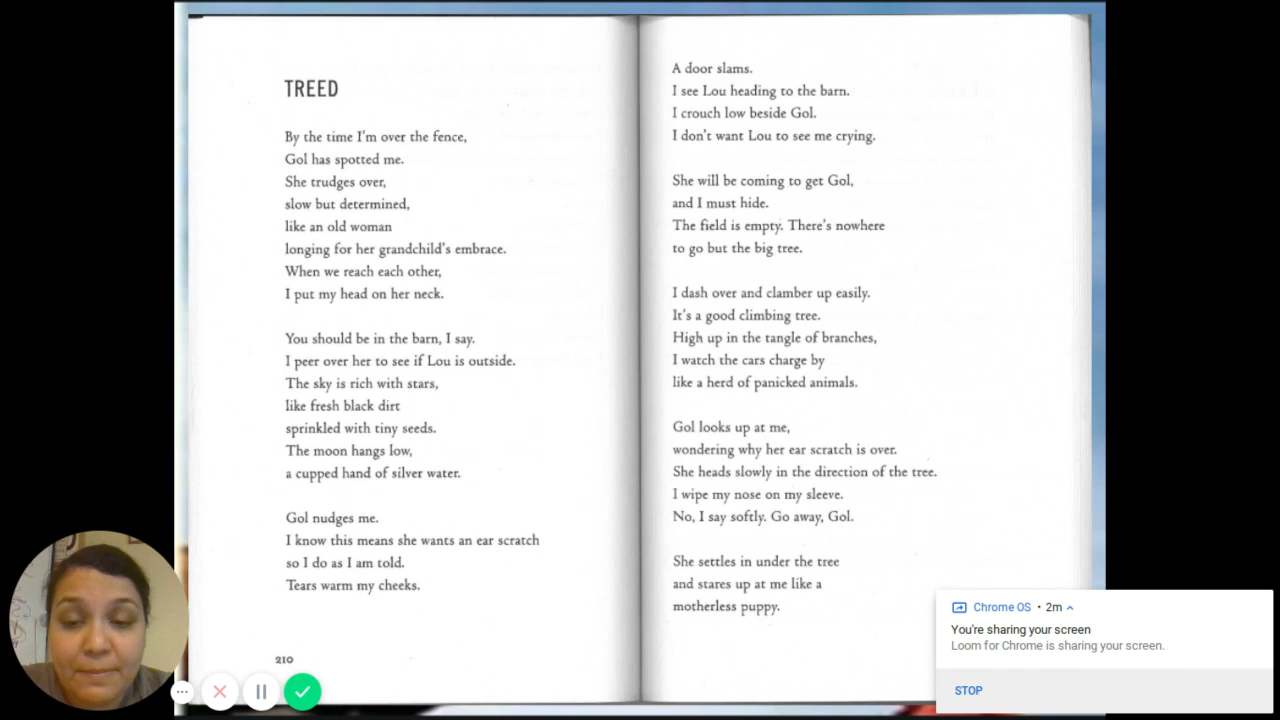 TREED
By the time I'm over the fence,
Gol has spotted me.
She trudges over,
slow but determined,
like an old woman
longing for her grandchild's embrace.
When we reach each other,
I put my head on her neck.
You should be in the barn, I say.
I peer over her to see if Lou is outside.
The sky is rich with stars,
like fresh black dirt
sprinkled with tiny seeds.
The moon hangs low,
a cupped hand of silver water.
Gol nudges me.
I know this means she wants an ear scratch
so I do as I am told.
Tears warm my cheeks.
210
A door slams.
I see Lou heading to the barn.
I crouch low beside Gol.
I don't want Lou to see me crying.
She will be coming to get Gol,
and I must hide.
The field is empty. There's nowhere
to go but the big tree.
I dash over and clamber up easily.
It's a good climbing tree.
High up in the tangle of branches,
I watch the cars charge by
like a herd of panicked animals.
Gol looks up at me,
wondering why her ear scratch is over.
She heads slowly in the direction of the tree.
I wipe my nose on my sleeve.
No, I say softly. Go away, Gol.
She settles in under the tree
and stares up at me like a
motherless puppy.
Chrome OS • 2m
You're sharing your screen
Loom for Chrome is sharing your screen.
STOP